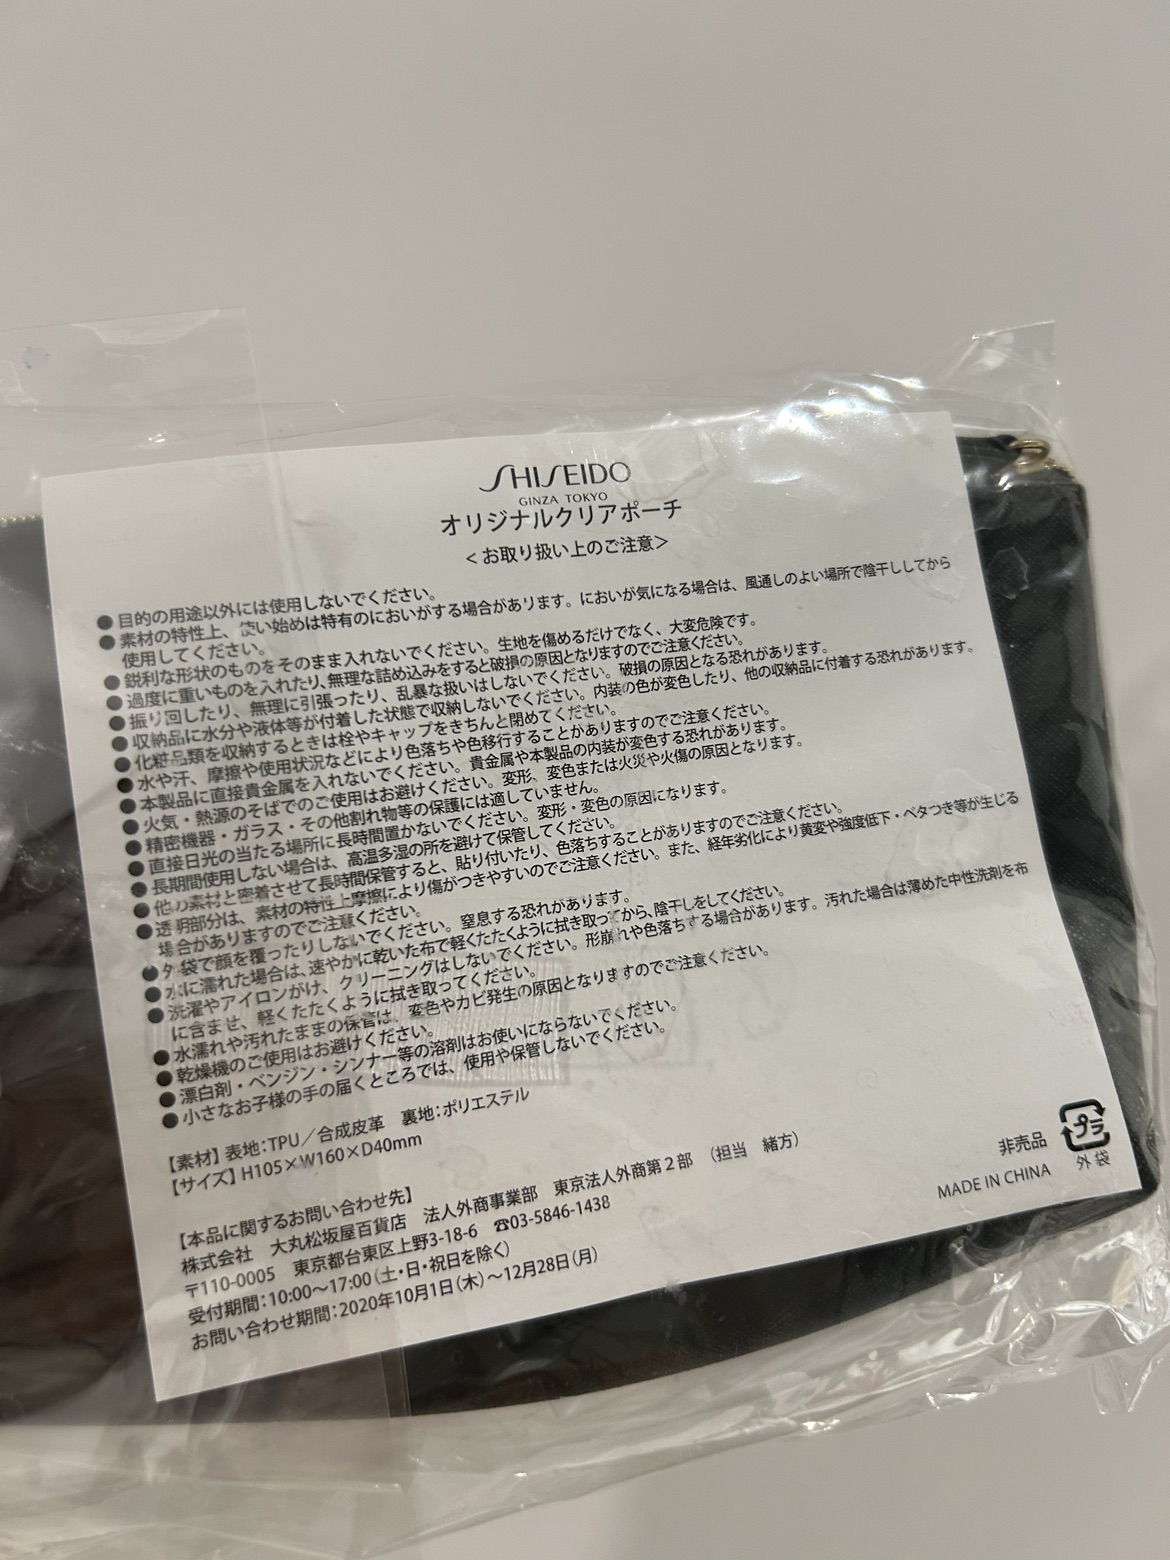 SHISEIDO
GINZA TOKYO
オリジナルクリアポーチ
＜お取り扱い上のご注意＞
●目的の用途以外には使用しないでください。
●素材の特性上、使い始めは特有のにおいがする場合があります。においが気になる場合は、風通しのよい場所で陰干ししてから
使用してください。
●鋭利な形状のものをそのまま入れないでください。生地を傷めるだけでなく、大変危険です。
●過度に重いものを入れたり、無理な詰め込みをすると破損の原因となりますのでご注意ください。
●振り回したり、無理に引張ったり、乱暴な扱いはしないでください。破損の原因となる恐れがあります。
●収納品に水分や液体等が付着した状態で収納しないでください。内装の色が変色したり、他の収納品に付着する恐れがあります。
●化粧品類を収納するときは栓やキャップをきちんと閉めてください。
●水や汗、摩擦や使用状況などにより色落ちや色移行することがありますのでご注意ください。
●本製品に直接貴金属を入れないでください。貴金属や本製品の内装が変色する恐れがあります。
●火気・熱源のそばでのご使用はお避けください。変形、変色または火災や火傷の原因となります。
●精密機器・ガラス・その他割れ物等の保護には適していません。
●直接日光の当たる場所に長時間置かないでください。変形・変色の原因になります。
●長期間使用しない場合は、高温多湿の所を避けて保管してください。
●他の素材と密着させて長時間保管すると、貼り付いたり、色落ちすることがありますのでご注意ください。
●透明部分は、素材の特性上摩擦により傷がつきやすいのでご注意ください。また、経年劣化により黄変や強度低下・ベタつき等が生じる
場合がありますのでご注意ください。
●外袋で顔を覆ったりしないでください。窒息する恐れがあります。
●水に濡れた場合は、速やかに乾いた布で軽くたたくように拭き取ってから、陰干しをしてください。
●洗濯やアイロンがけ、クリーニングはしないでください。形崩れや色落ちする場合があります。汚れた場合は薄めた中性洗剤を布
に含ませ、軽くたたくように拭き取ってください。
●水濡れや汚れたままの保管は、変色やカビ発生の原因となりますのでご注意ください。
●乾燥機のご使用はお避けください。
●漂白剤・ベンジン・シンナー等の溶剤はお使いにならないでください。
●小さなお子様の手の届くところでは、使用や保管しないでください。
【素材】表地：TPU／合成皮革　裏地：ポリエステル
【サイズ】H105×W160×D40mm
【本品に関するお問い合わせ先】
株式会社　大丸松坂屋百貨店　法人外商事業部　東京法人外商第２部　（担当　緒方）
〒110-0005　東京都台東区上野3-18-6　☎03-5846-1438
受付期間：10:00～17:00（土・日・祝日を除く）
お問い合わせ期間：2020年10月1日（木）～12月28日（月）
非売品
プラ
外袋
MADE IN CHINA